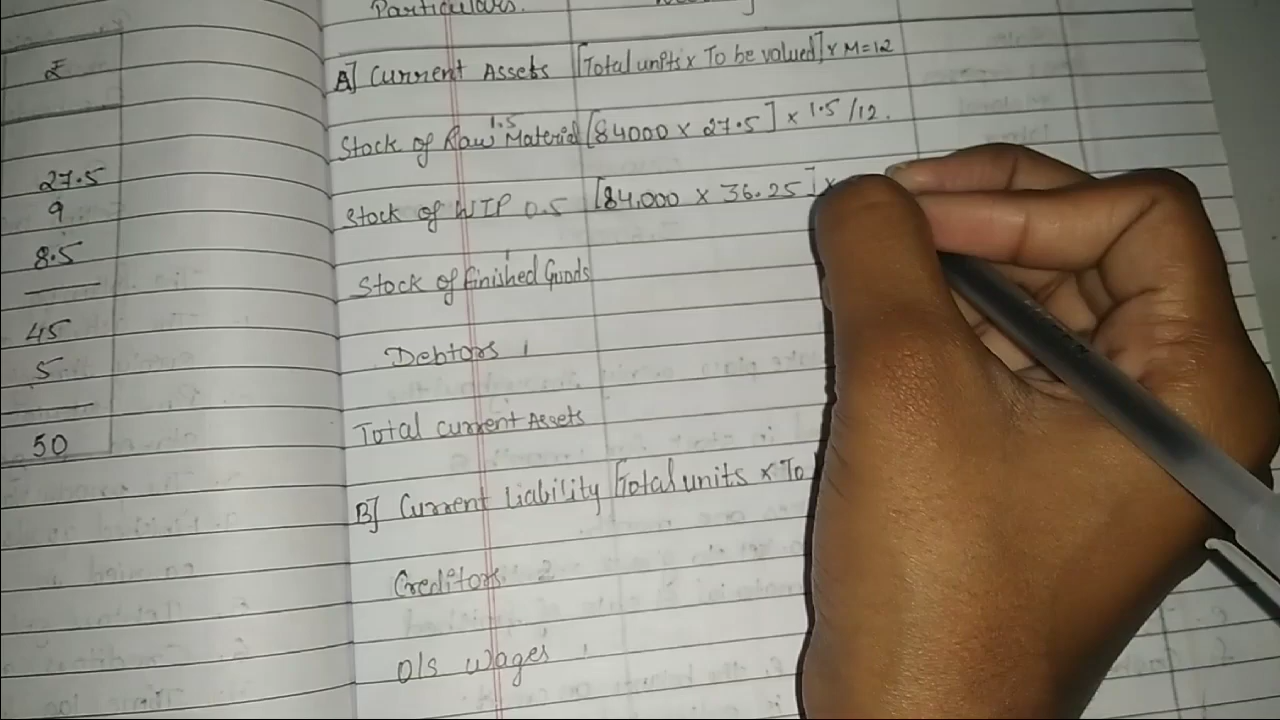 Particulars.
₹
A] Current Assets [Total units x To be valued] x M=12
1.5
Stock of Raw Material [84000 x 27.5] x 1.5/12.
27.5
Stock of WIP 0.5 [84,000 x 36.25] x
9
8.5
Stock of finished Goods 1
45
Debtors 1
5
Total current Assets
50
B] Current Liability [Total units x To
Creditors 2
O/S Wages 1